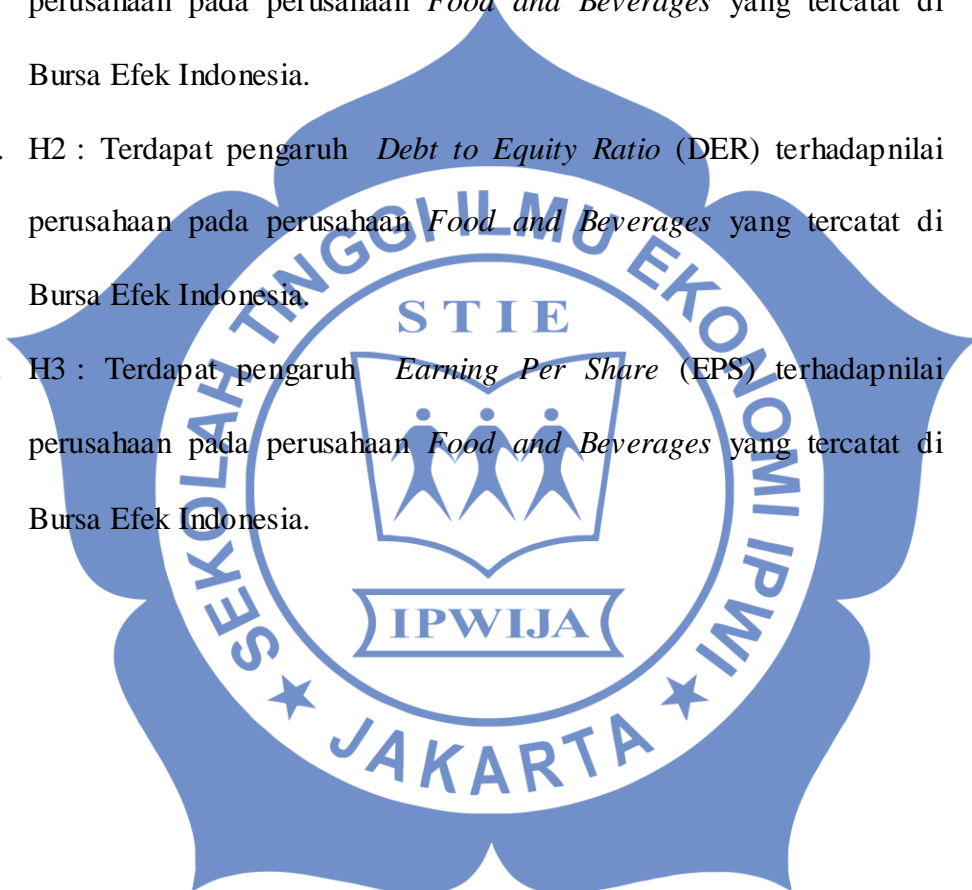 perusahaan pada perusahaan Food and Beverages yang tercatat di
Bursa Efek Indonesia.
. H2 : Terdapat pengaruh Debt to Equity Ratio (DER) terhadapnilai
perusahaan pada perusahaan Food and Beverages yang tercatat di
Bursa Efek Indonesia.
. H3 : Terdapat pengaruh Earning Per Share (EPS) terhadapnilai
perusahaan pada perusahaan Food and Beverages yang tercatat di
Bursa Efek Indonesia.
SEKOLAH TINGGI ILMU EKONOMI IPWI
STIE
IPWIJA
JAKARTA